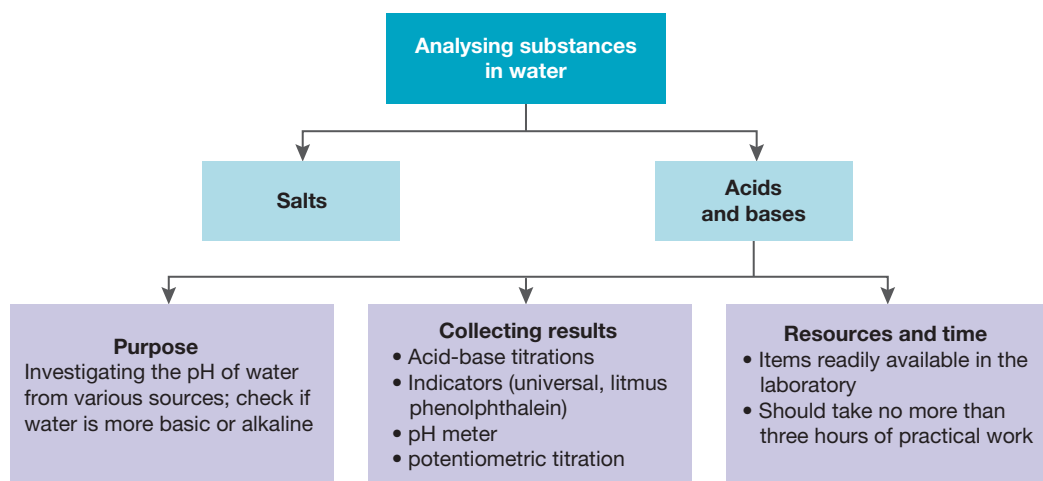 Analysing substances
in water
Salts
Acids
and bases
Purpose
Investigating the pH of water
from various sources; check if
water is more basic or alkaline
Collecting results
• Acid-base titrations
• Indicators (universal, litmus
phenolphthalein)
• pH meter
• potentiometric titration
Resources and time
• Items readily available in the
laboratory
• Should take no more than
three hours of practical work